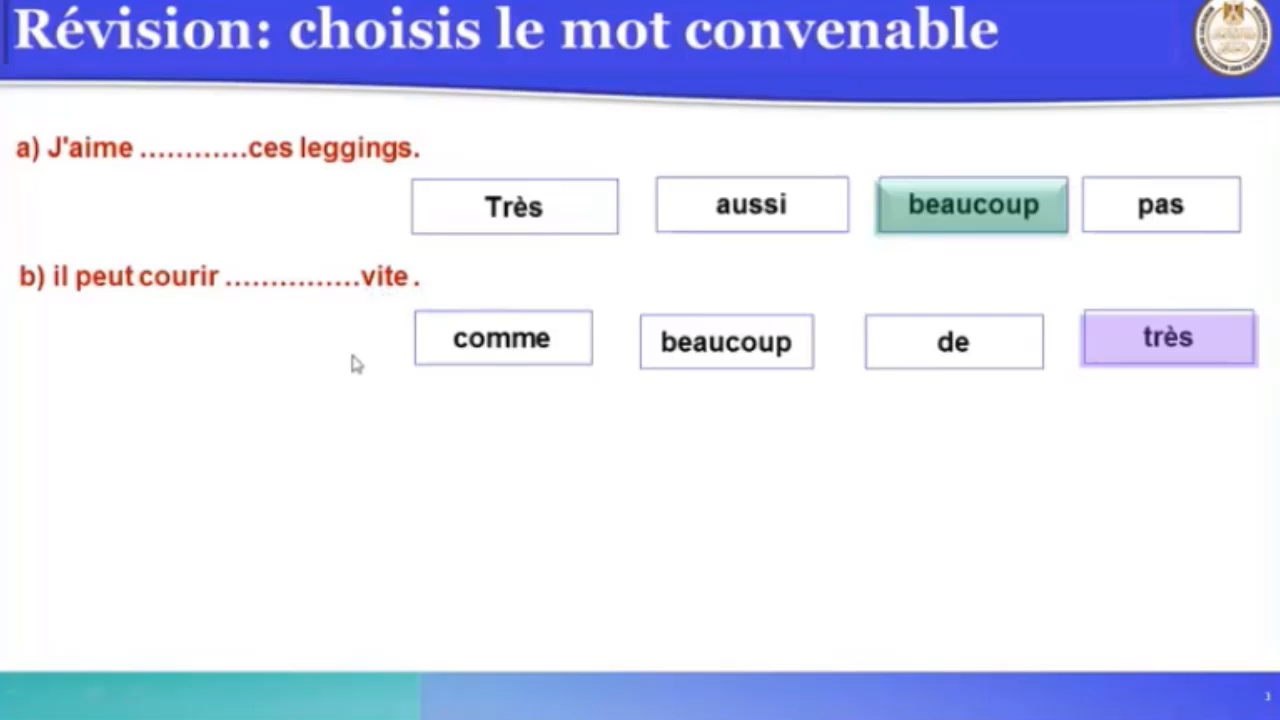 Révision: choisis le mot convenable
a) J'aime ............ces leggings.
Très aussi beaucoup pas
b) il peut courir ...............vite .
comme beaucoup de très
3